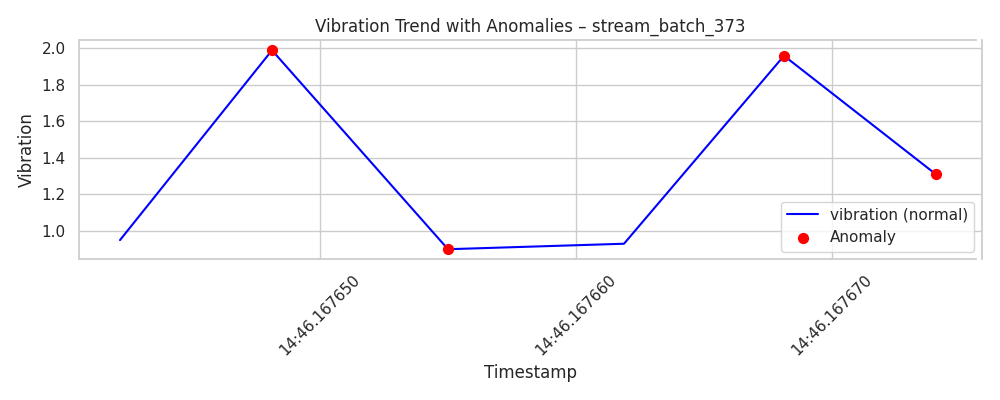 Vibration Trend with Anomalies – stream_batch_373
Vibration
2.0
1.8
1.6
1.4
1.2
1.0
vibration (normal)
Anomaly
14:46.167650
14:46.167660
14:46.167670
Timestamp